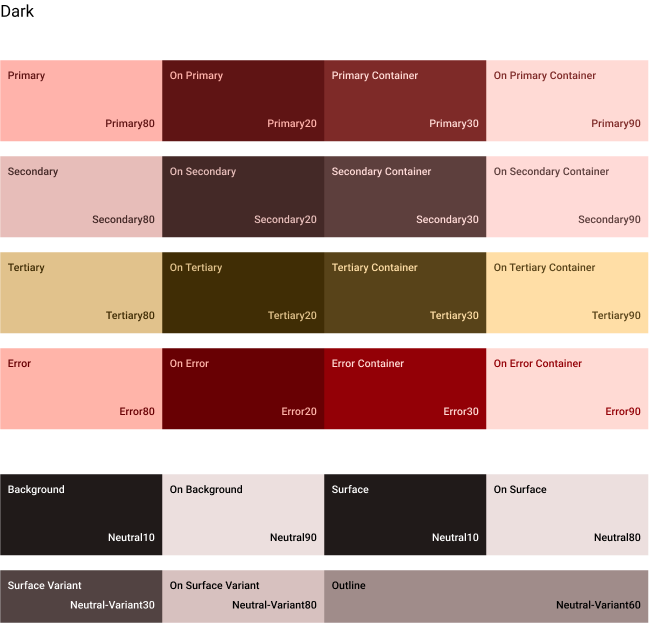 Dark
Primary On Primary Primary Container On Primary Container
Primary80 Primary20 Primary30 Primary90
Secondary On Secondary Secondary Container On Secondary Container
Secondary80 Secondary20 Secondary30 Secondary90
Tertiary On Tertiary Tertiary Container On Tertiary Container
Tertiary80 Tertiary20 Tertiary30 Tertiary90
Error On Error Error Container On Error Container
Error80 Error20 Error30 Error90
Background On Background Surface On Surface
Neutral10 Neutral90 Neutral10 Neutral80
Surface Variant On Surface Variant Outline
Neutral-Variant30 Neutral-Variant80 Neutral-Variant60